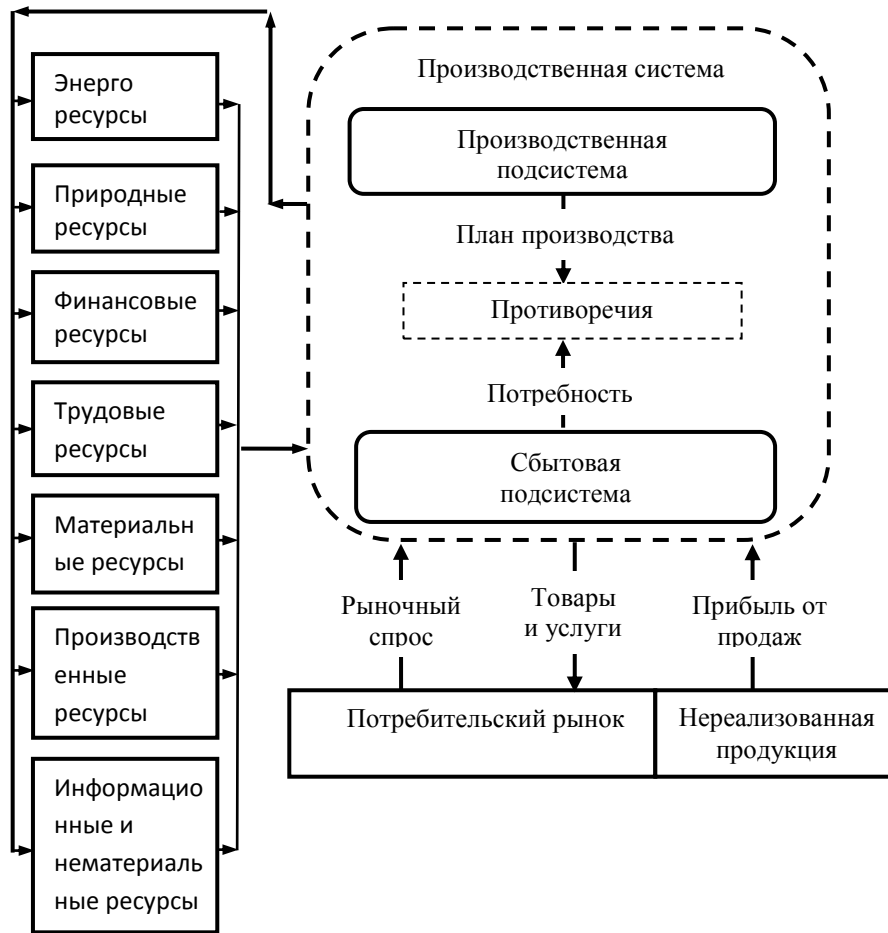 Энерго
ресурсы
Природные
ресурсы
Финансовые
ресурсы
Трудовые
ресурсы
Материальн
ые ресурсы
Производств
енные
ресурсы
Информацио
нные и
нематериаль
ные ресурсы
Производственная система
Производственная
подсистема
План производства
Противоречия
Потребность
Сбытовая
подсистема
Рыночный
спрос
Товары
и услуги
Прибыль от
продаж
Потребительский рынок
Нереализованная
продукция